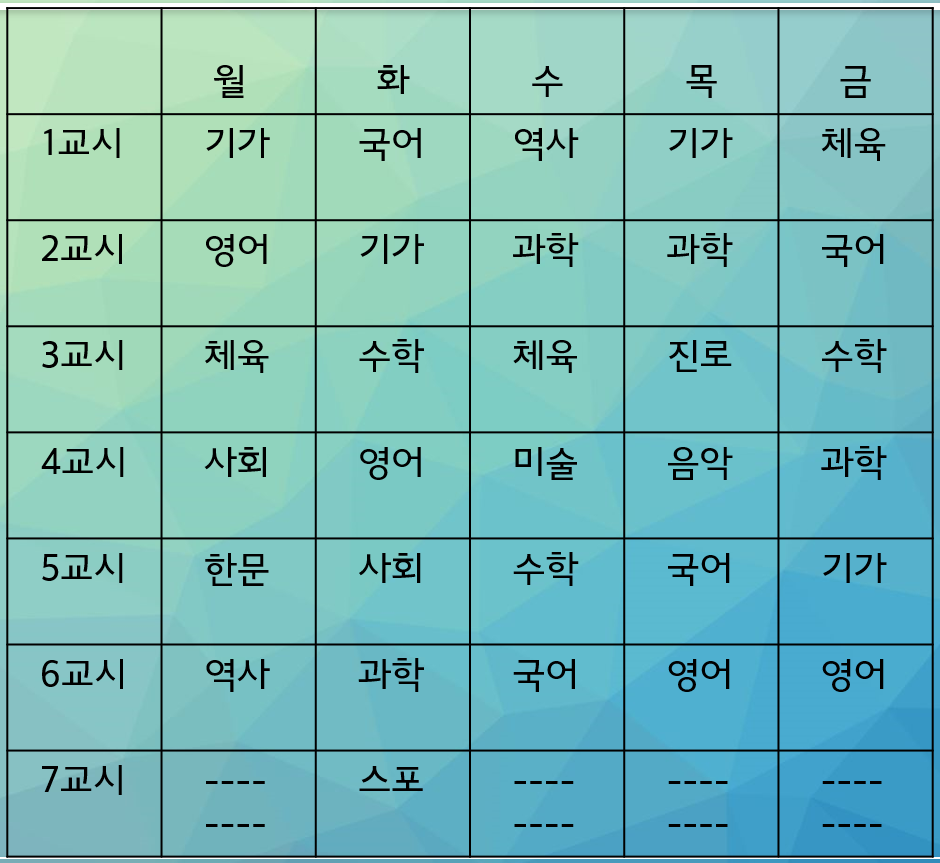 월 화 수 목 금
1교시 기가 국어 역사 기가 체육
2교시 영어 기가 과학 과학 국어
3교시 체육 수학 체육 진로 수학
4교시 사회 영어 미술 음악 과학
5교시 한문 사회 수학 국어 기가
6교시 역사 과학 국어 영어 영어
7교시 ---- 스포 ---- ---- ----
---- ---- ---- ----